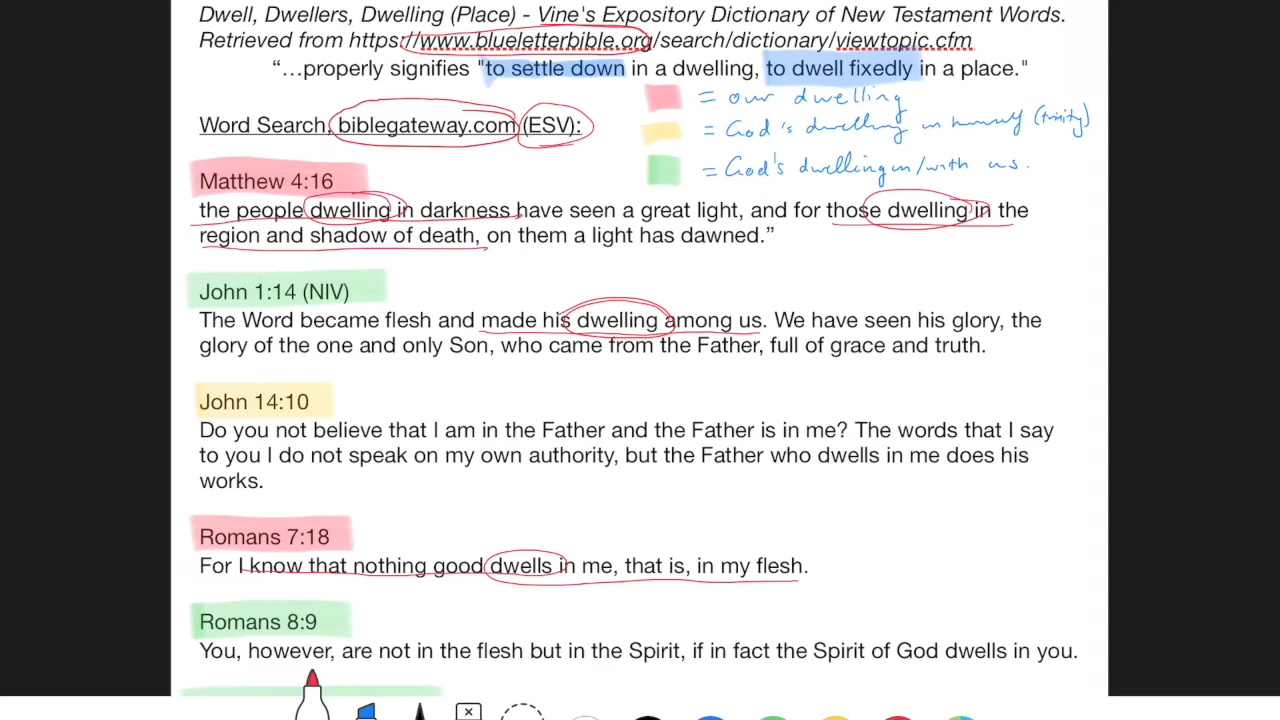 Dwell, Dwellers, Dwelling (Place) - Vine's Expository Dictionary of New Testament Words.
Retrieved from https://www.blueletterbible.org/search/dictionary/viewtopic.cfm
“…properly signifies "to settle down in a dwelling, to dwell fixedly in a place."
= our dwelling
= God's dwelling in himself (trinity)
= God's dwelling in/with us.
Word Search, biblegateway.com (ESV):
Matthew 4:16
the people dwelling in darkness have seen a great light, and for those dwelling in the
region and shadow of death, on them a light has dawned.”
John 1:14 (NIV)
The Word became flesh and made his dwelling among us. We have seen his glory, the
glory of the one and only Son, who came from the Father, full of grace and truth.
John 14:10
Do you not believe that I am in the Father and the Father is in me? The words that I say
to you I do not speak on my own authority, but the Father who dwells in me does his
works.
Romans 7:18
For I know that nothing good dwells in me, that is, in my flesh.
Romans 8:9
You, however, are not in the flesh but in the Spirit, if in fact the Spirit of God dwells in you.